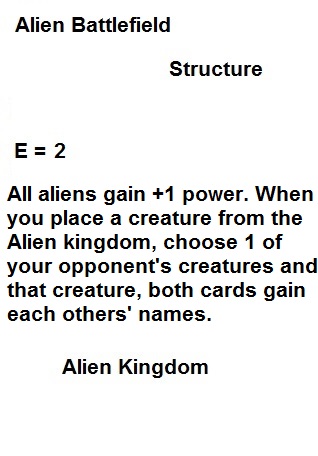 Alien Battlefield
Structure
E = 2
All aliens gain +1 power. When
you place a creature from the
Alien kingdom, choose 1 of
your opponent's creatures and
that creature, both cards gain
each others' names.
Alien Kingdom